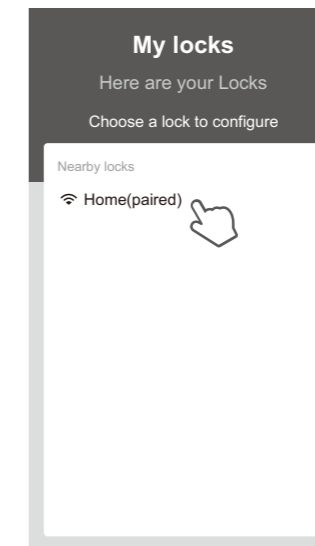 My locks
Here are your Locks
Choose a lock to configure
Nearby locks
Home(paired)